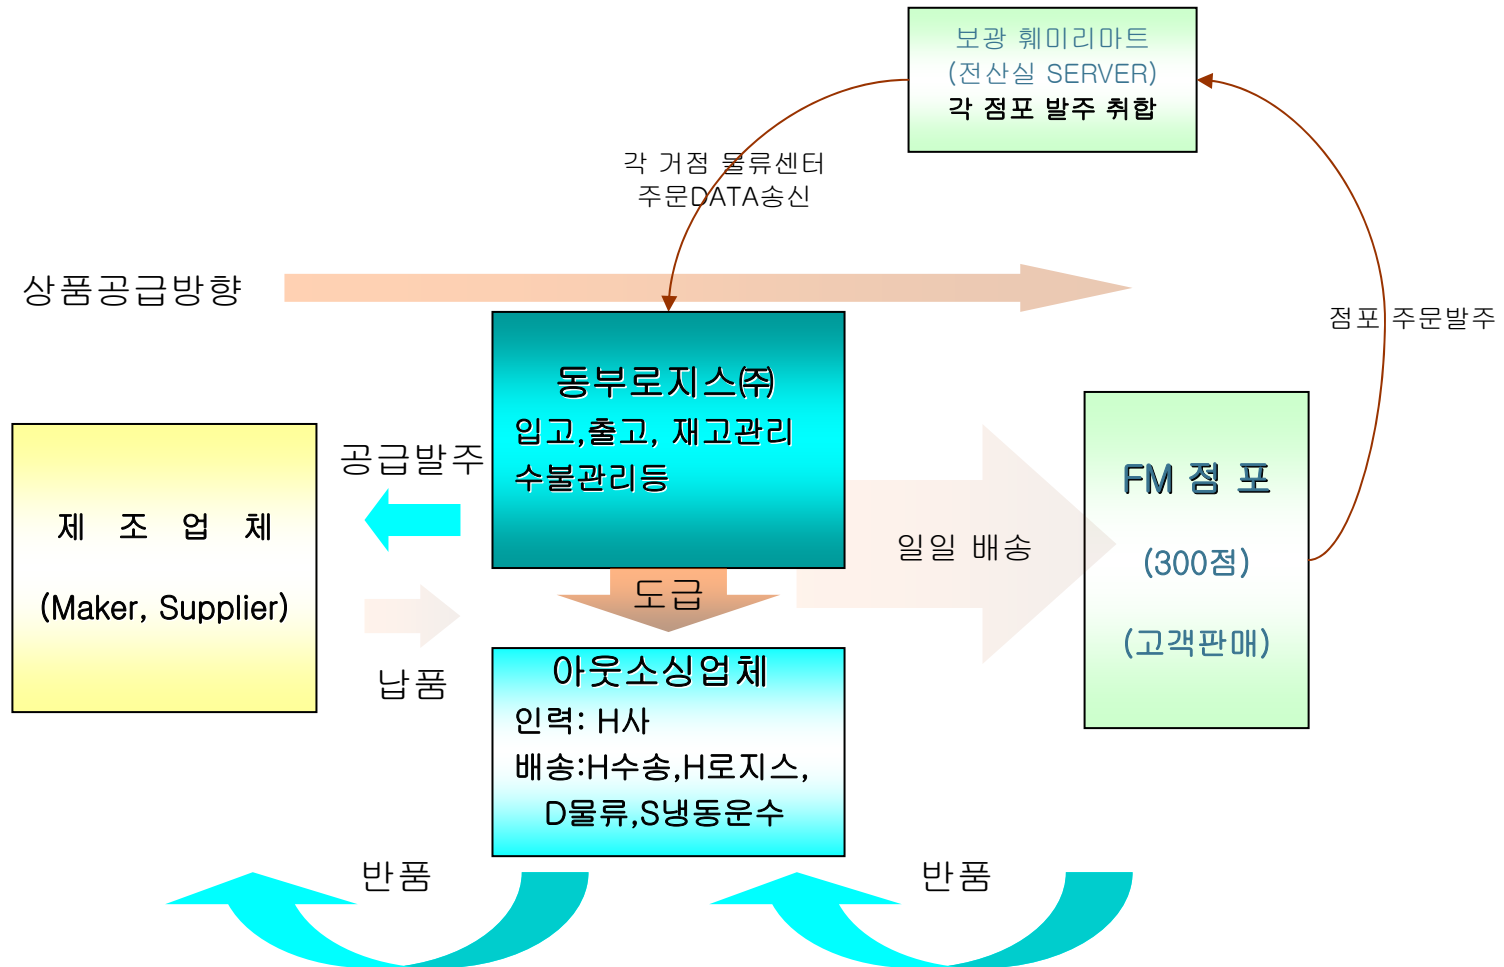 보광 훼미리마트
(전산실 SERVER)
각 점포 발주 취합
각 거점 물류센터
주문DATA송신
상품공급방향
점포 주문발주
동부로지스㈜
입고,출고, 재고관리
수불관리등
공급발주
제 조 업 체
(Maker, Supplier)
납품
도급
일일 배송
FM 점 포
(300점)
(고객판매)
아웃소싱업체
인력: H사
배송:H수송,H로지스,
D물류,S냉동운수
반품
반품